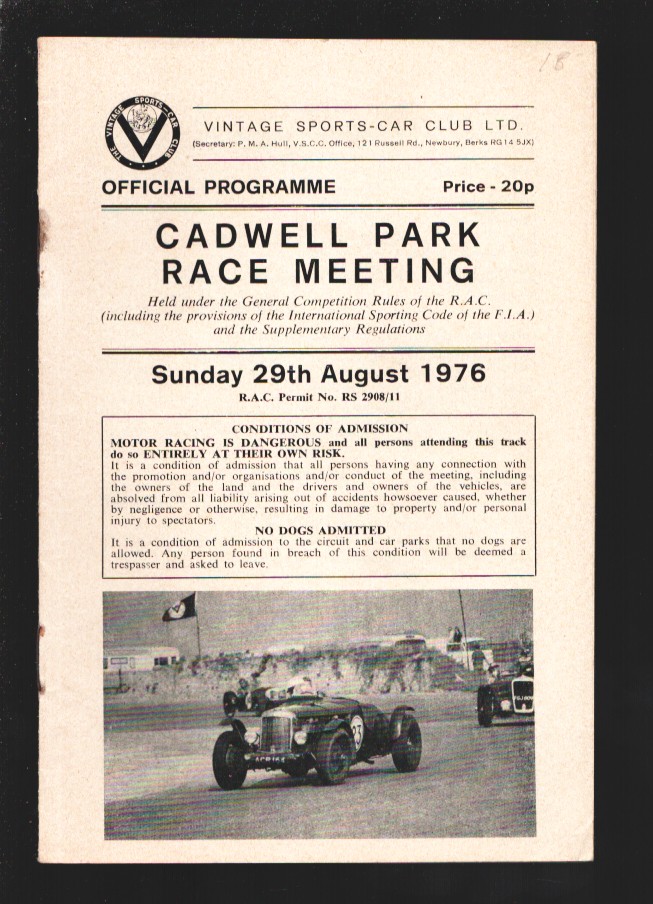 18
THE VINTAGE SPORTS-CAR CLUB
VINTAGE SPORTS-CAR CLUB LTD.
(Secretary: P. M. A. Hull, V.S.C.C. Office, 121 Russell Rd., Newbury, Berks RG14 5JX)
OFFICIAL PROGRAMME Price - 20p
CADWELL PARK
RACE MEETING
Held under the General Competition Rules of the R.A.C.
(including the provisions of the International Sporting Code of the F.I.A.)
and the Supplementary Regulations
Sunday 29th August 1976
R.A.C. Permit No. RS 2908/11
CONDITIONS OF ADMISSION
MOTOR RACING IS DANGEROUS and all persons attending this track
do so ENTIRELY AT THEIR OWN RISK.
It is a condition of admission that all persons having any connection with
the promotion and/or organisations and/or conduct of the meeting, including
the owners of the land and the drivers and owners of the vehicles, are
absolved from all liability arising out of accidents howsoever caused, whether
by negligence or otherwise, resulting in damage to property and/or personal
injury to spectators.
NO DOGS ADMITTED
It is a condition of admission to the circuit and car parks that no dogs are
allowed. Any person found in breach of this condition will be deemed a
trespasser and asked to leave.
23